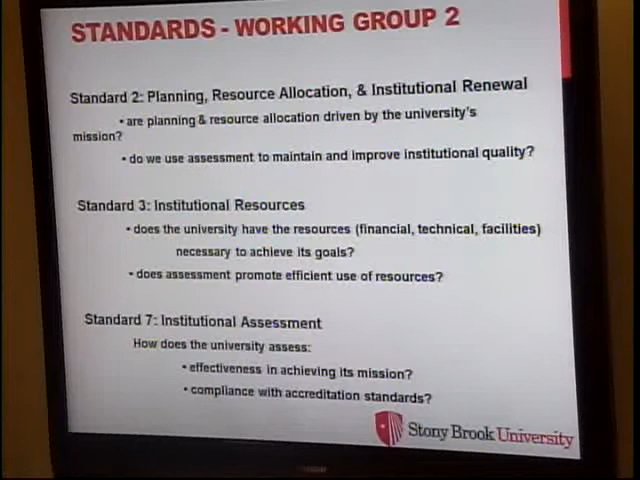 STANDARDS - WORKING GROUP 2
Standard 2: Planning, Resource Allocation, & Institutional Renewal
• are planning & resource allocation driven by the university's
mission?
• do we use assessment to maintain and improve institutional quality?
Standard 3: Institutional Resources
• does the university have the resources (financial, technical, facilities)
necessary to achieve its goals?
• does assessment promote efficient use of resources?
Standard 7: Institutional Assessment
How does the university assess:
• effectiveness in achieving its mission?
• compliance with accreditation standards?
Stony Brook University